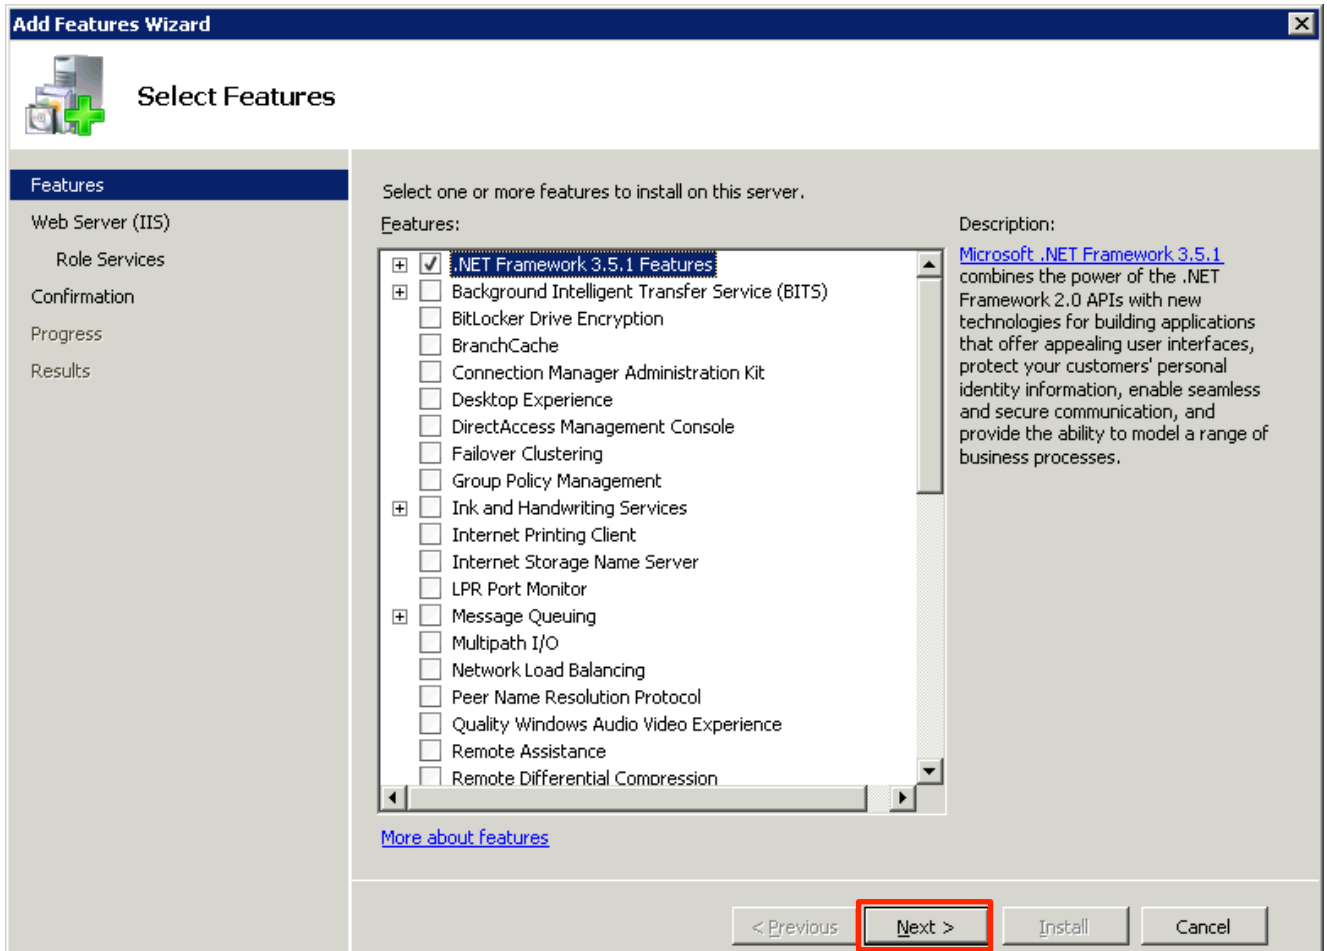 Add Features Wizard
Select Features
Features
Web Server (IIS)
Role Services
Confirmation
Progress
Results
Select one or more features to install on this server.
Features:
.NET Framework 3.5.1 Features
Background Intelligent Transfer Service (BITS)
BitLocker Drive Encryption
BranchCache
Connection Manager Administration Kit
Desktop Experience
DirectAccess Management Console
Failover Clustering
Group Policy Management
Ink and Handwriting Services
Internet Printing Client
Internet Storage Name Server
LPR Port Monitor
Message Queuing
Multipath I/O
Network Load Balancing
Peer Name Resolution Protocol
Quality Windows Audio Video Experience
Remote Assistance
Remote Differential Compression
More about features
Description:
Microsoft .NET Framework 3.5.1
combines the power of the .NET
Framework 2.0 APIs with new
technologies for building applications
that offer appealing user interfaces,
protect your customers' personal
identity information, enable seamless
and secure communication, and
provide the ability to model a range of
business processes.
< Previous
Next >
Install
Cancel